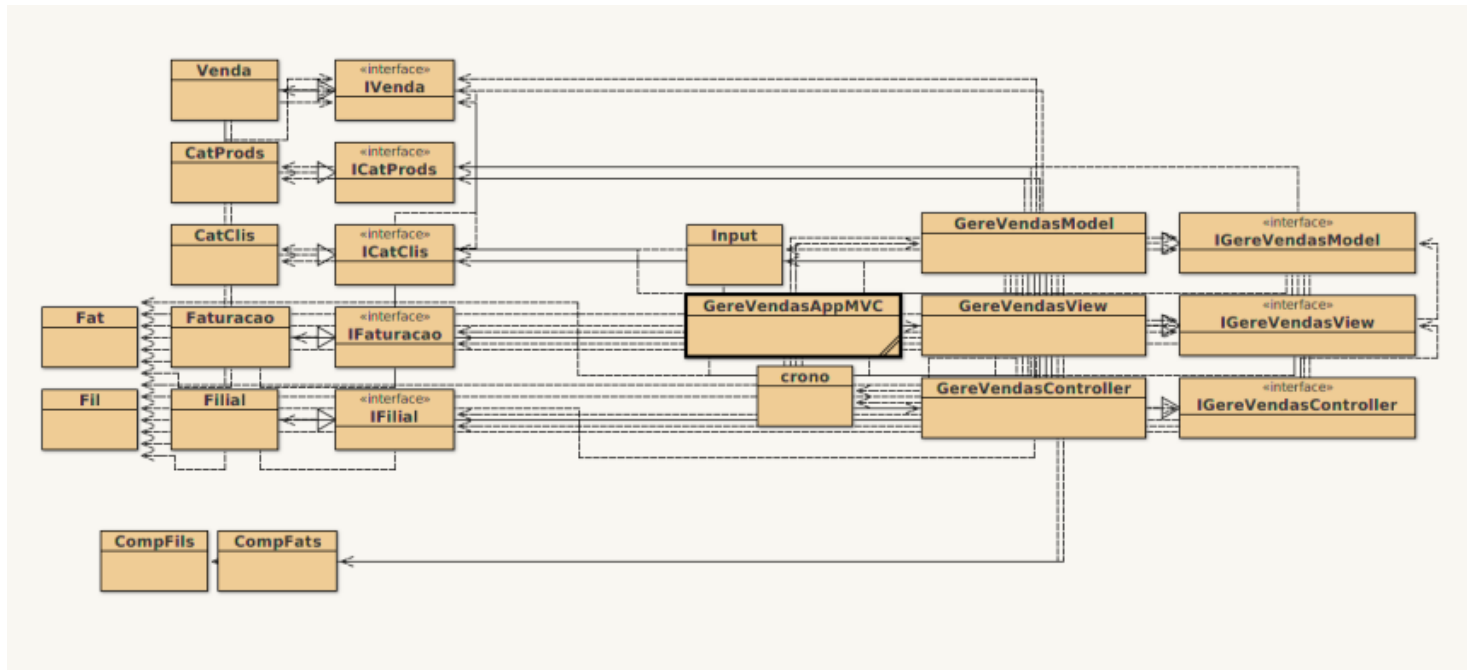 Venda
«interface»
IVenda
CatProds
«interface»
ICatProds
CatClis
«interface»
ICatClis
Input
GereVendasModel
«interface»
IGereVendasModel
Fat
Faturacao
«interface»
IFaturacao
GereVendasAppMVC
GereVendasView
«interface»
IGereVendasView
Fil
Filial
«interface»
IFilial
crono
GereVendasController
«interface»
IGereVendasController
CompFils
CompFats